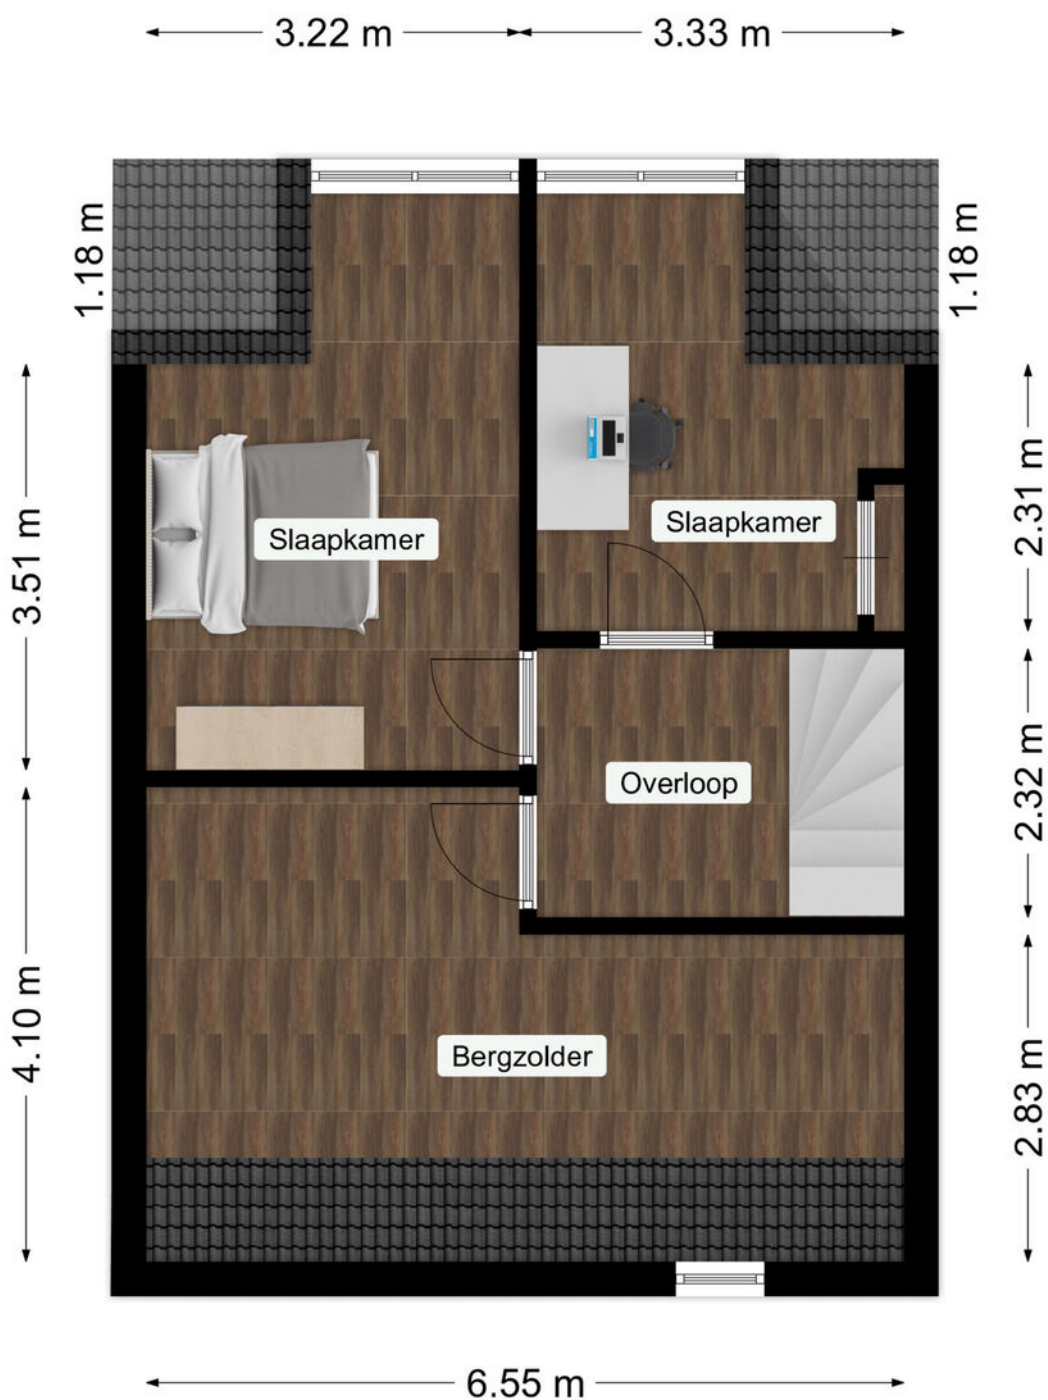 3.22 m
3.33 m
1.18 m
1.18 m
3.51 m
2.31 m
Slaapkamer
Slaapkamer
2.32 m
Overloop
4.10 m
2.83 m
Bergzolder
6.55 m